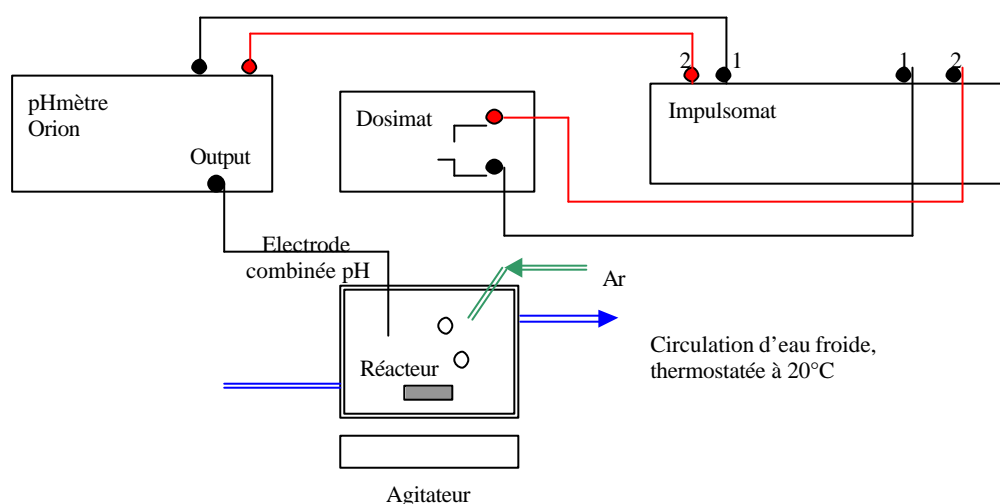 2 1 1 2
pHmètre
Orion
Output
Dosimat
Impulsomat
Electrode
combinée pH
Ar
Réacteur
Circulation d’eau froide,
thermostatée à 20°C
Agitateur